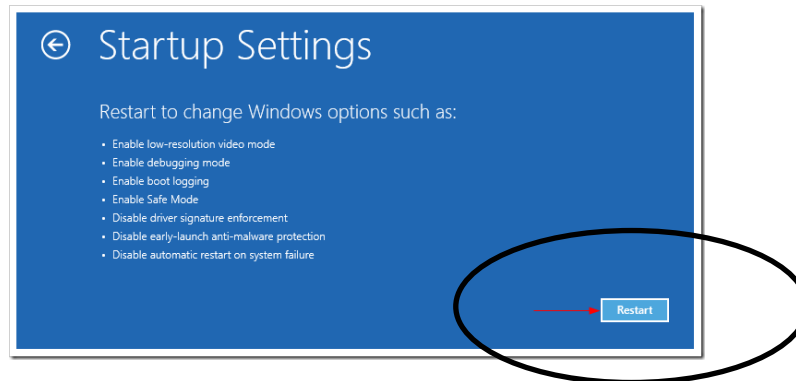 Startup Settings
Restart to change Windows options such as:
• Enable low-resolution video mode
• Enable debugging mode
• Enable boot logging
• Enable Safe Mode
• Disable driver signature enforcement
• Disable early-launch anti-malware protection
• Disable automatic restart on system failure
Restart